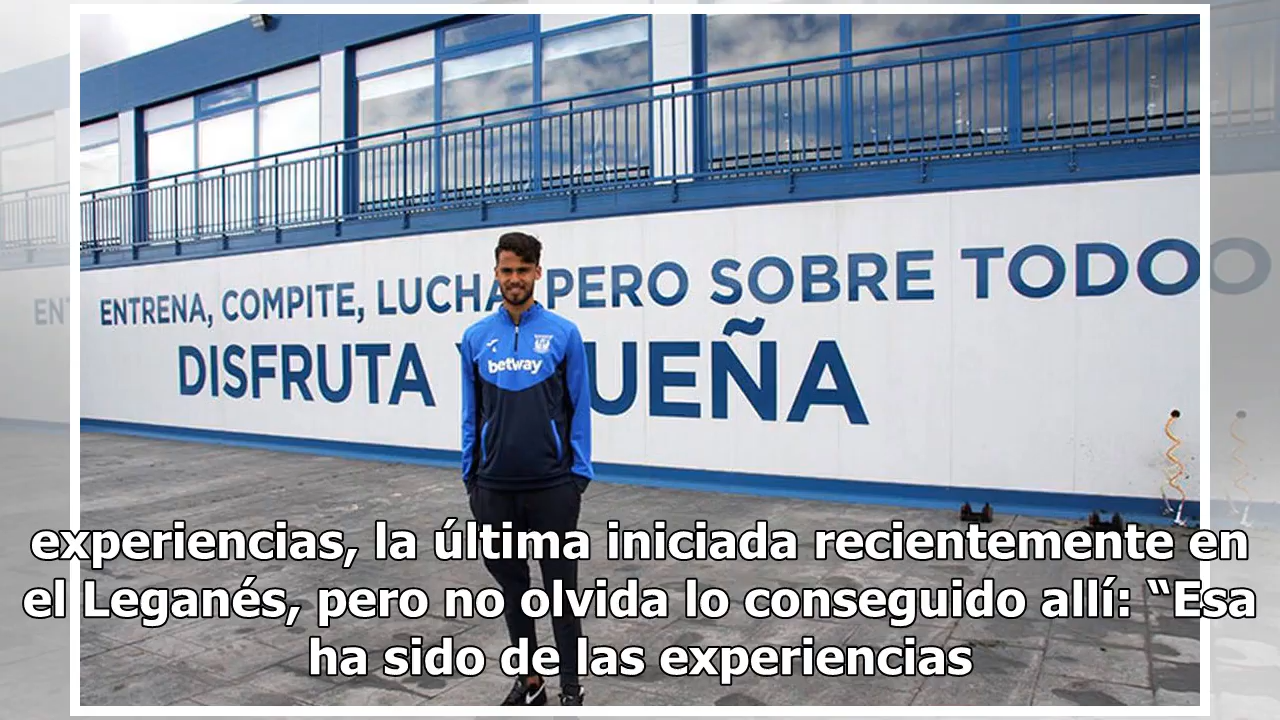 ENTRENA, COMPITE, LUCHA PERO SOBRE TODO
DISFRUTA Y SUEÑA
betway
experiencias, la última iniciada recientemente en
el Leganés, pero no olvida lo conseguido allí: “Esa
ha sido de las experiencias